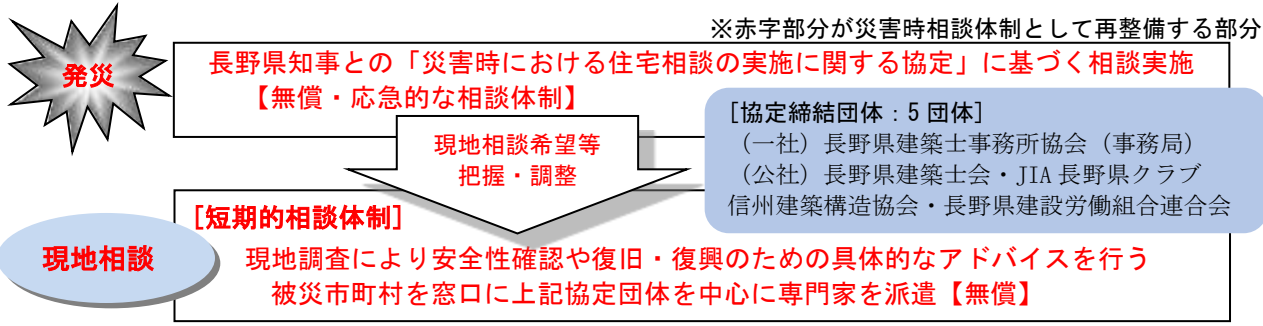 ※赤字部分が災害時相談体制として再整備する部分
発災
長野県知事との「災害時における住宅相談の実施に関する協定」に基づく相談実施
【無償・応急的な相談体制】
[協定締結団体：5 団体]
（一社）長野県建築士事務所協会（事務局）
（公社）長野県建築士会・JIA 長野県クラブ
信州建築構造協会・長野県建設労働組合連合会
現地相談希望等
把握・調整
[短期的相談体制]
現地相談
現地調査により安全性確認や復旧・復興のための具体的なアドバイスを行う
被災市町村を窓口に上記協定団体を中心に専門家を派遣【無償】